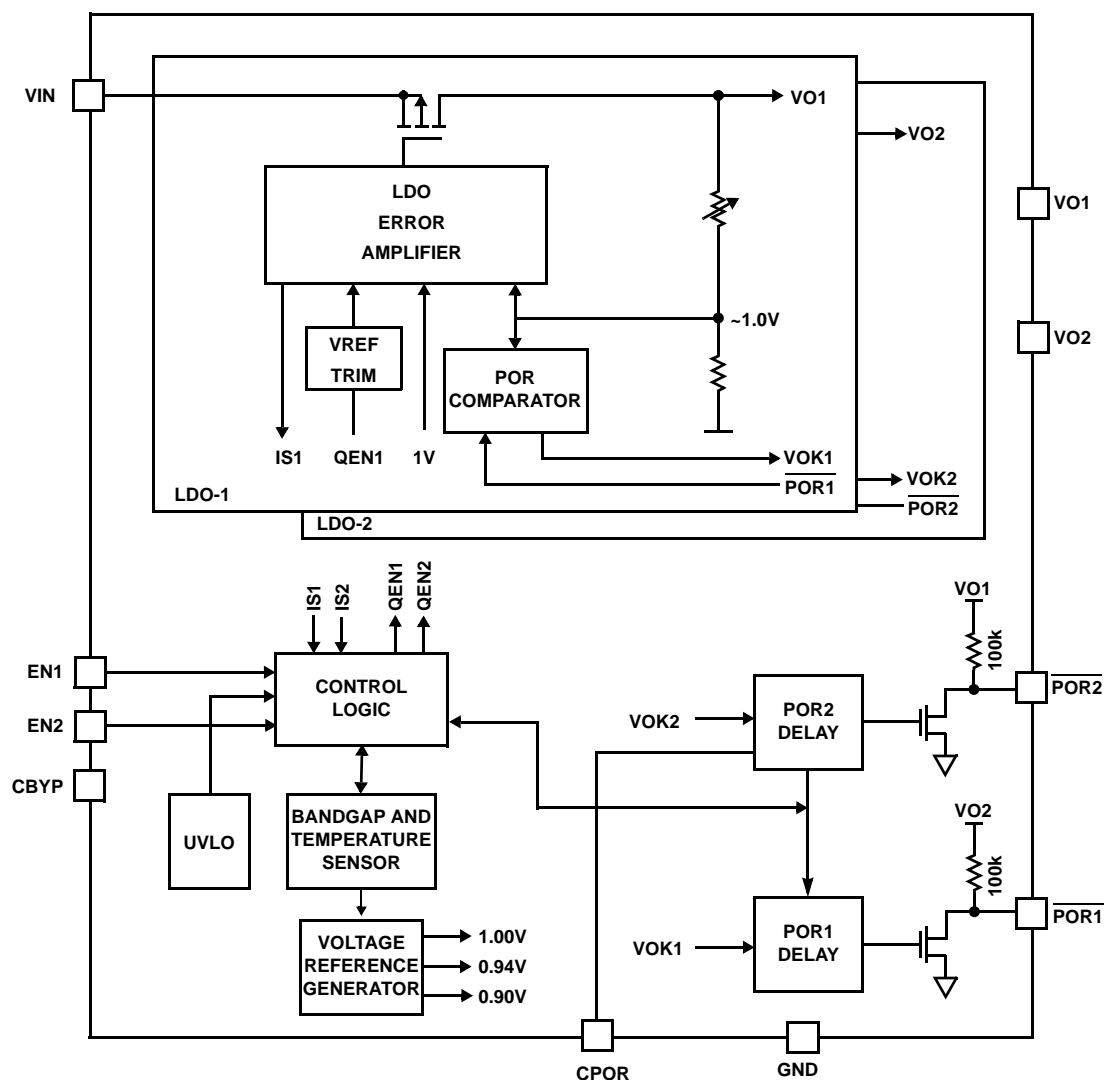 VIN
VO1
VO2
LDO
ERROR
AMPLIFIER
VO1
~1.0V
VO2
VREF
TRIM
POR
COMPARATOR
IS1
QEN1
1V
VOK1
POR1
VOK2
POR2
LDO-1
LDO-2
IS1
IS2
QEN1
QEN2
VO1
100k
EN1
CONTROL
LOGIC
POR2
EN2
VOK2
POR2
DELAY
CBYP
UVLO
BANDGAP AND
TEMPERATURE
SENSOR
VO2
100k
POR1
VOLTAGE
REFERENCE
GENERATOR
1.00V
0.94V
0.90V
VOK1
POR1
DELAY
CPOR
GND